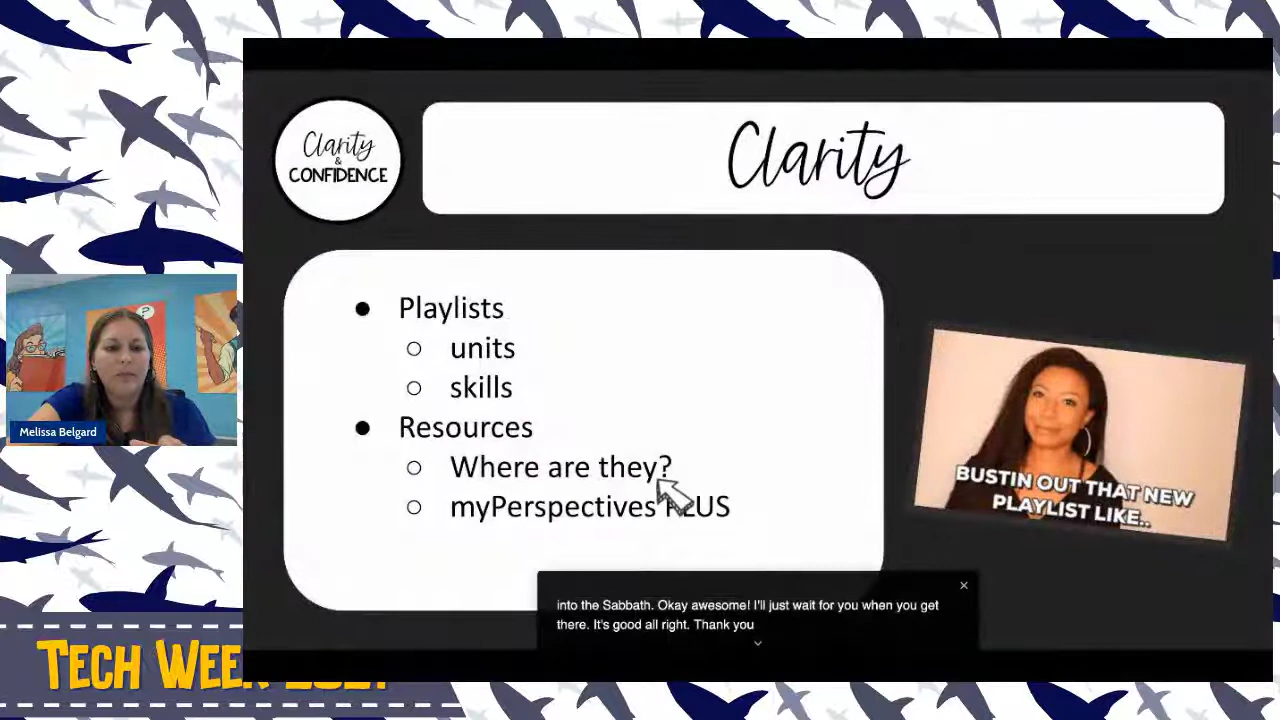 Clarity
&
CONFIDENCE
Clarity
Playlists
units
skills
Resources
Where are they?
myPerspectives PLUS
BUSTIN OUT THAT NEW
PLAYLIST LIKE..
?
Melissa Belgard
into the Sabbath. Okay awesome! I'll just wait for you when you get
there. It's good all right. Thank you
TECH WEEK